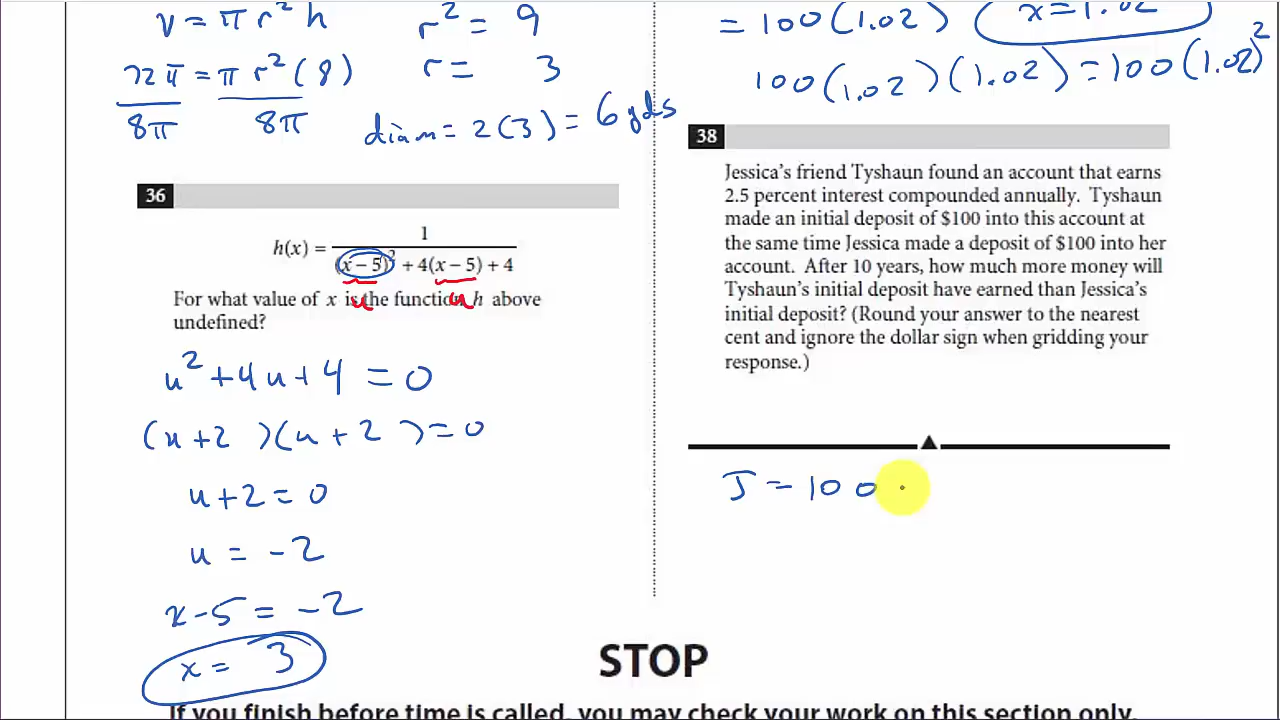 v = π r² h
72π = π r² (8)
8π 8π
r² = 9
r = 3
diam = 2(3) = 6 yds
36
h(x) = 1 / (x – 5)² + 4(x – 5) + 4
u u
For what value of x is the function h above
undefined?
u² + 4u + 4 = 0
(u + 2)(u + 2) = 0
u + 2 = 0
u = -2
x - 5 = -2
x = 3
= 100(1.02) x = 1.02
100(1.02)(1.02) = 100(1.02)²
38
Jessica’s friend Tyshaun found an account that earns
2.5 percent interest compounded annually. Tyshaun
made an initial deposit of $100 into this account at
the same time Jessica made a deposit of $100 into her
account. After 10 years, how much more money will
Tyshaun’s initial deposit have earned than Jessica’s
initial deposit? (Round your answer to the nearest
cent and ignore the dollar sign when gridding your
response.)
J = 100
STOP
If you finish before time is called, you may check your work on this section only.